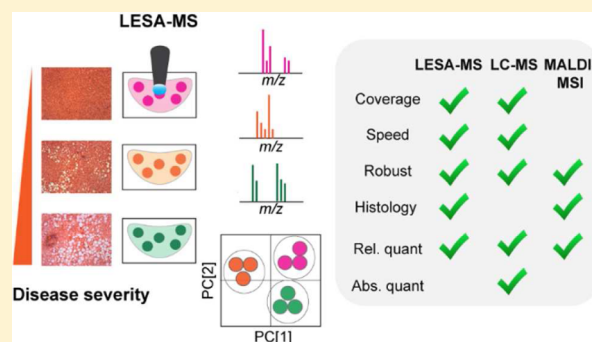 LESA-MS
m/z
m/z
m/z
Disease severity
PC[2]
PC[1]
LESA-MS LC-MS MALDI
MSI
Coverage
Speed
Robust
Histology
Rel. quant
Abs. quant